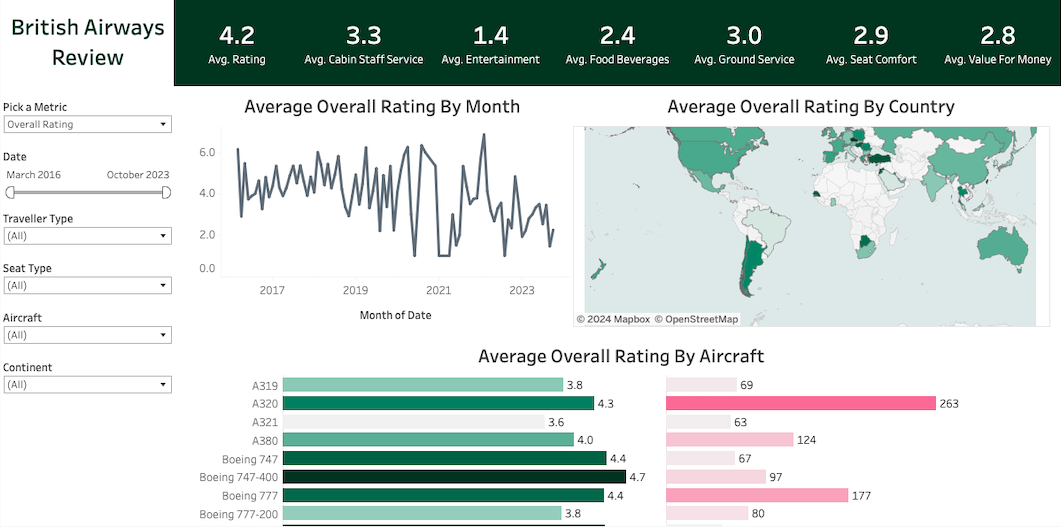 British Airways
Review
4.2
Avg. Rating
3.3
Avg. Cabin Staff Service
1.4
Avg. Entertainment
2.4
Avg. Food Beverages
3.0
Avg. Ground Service
2.9
Avg. Seat Comfort
2.8
Avg. Value For Money
Pick a Metric
Overall Rating
Date
March 2016 October 2023
Traveller Type
(All)
Seat Type
(All)
Aircraft
(All)
Continent
(All)
Average Overall Rating By Month
6.0
4.0
2.0
0.0
2017 2019 2021 2023
Month of Date
Average Overall Rating By Country
© 2024 Mapbox © OpenStreetMap
Average Overall Rating By Aircraft
A319 3.8 69
A320 4.3 263
A321 3.6 63
A380 4.0 124
Boeing 747 4.4 67
Boeing 747-400 4.7 97
Boeing 777 4.4 177
Boeing 777-200 3.8 80